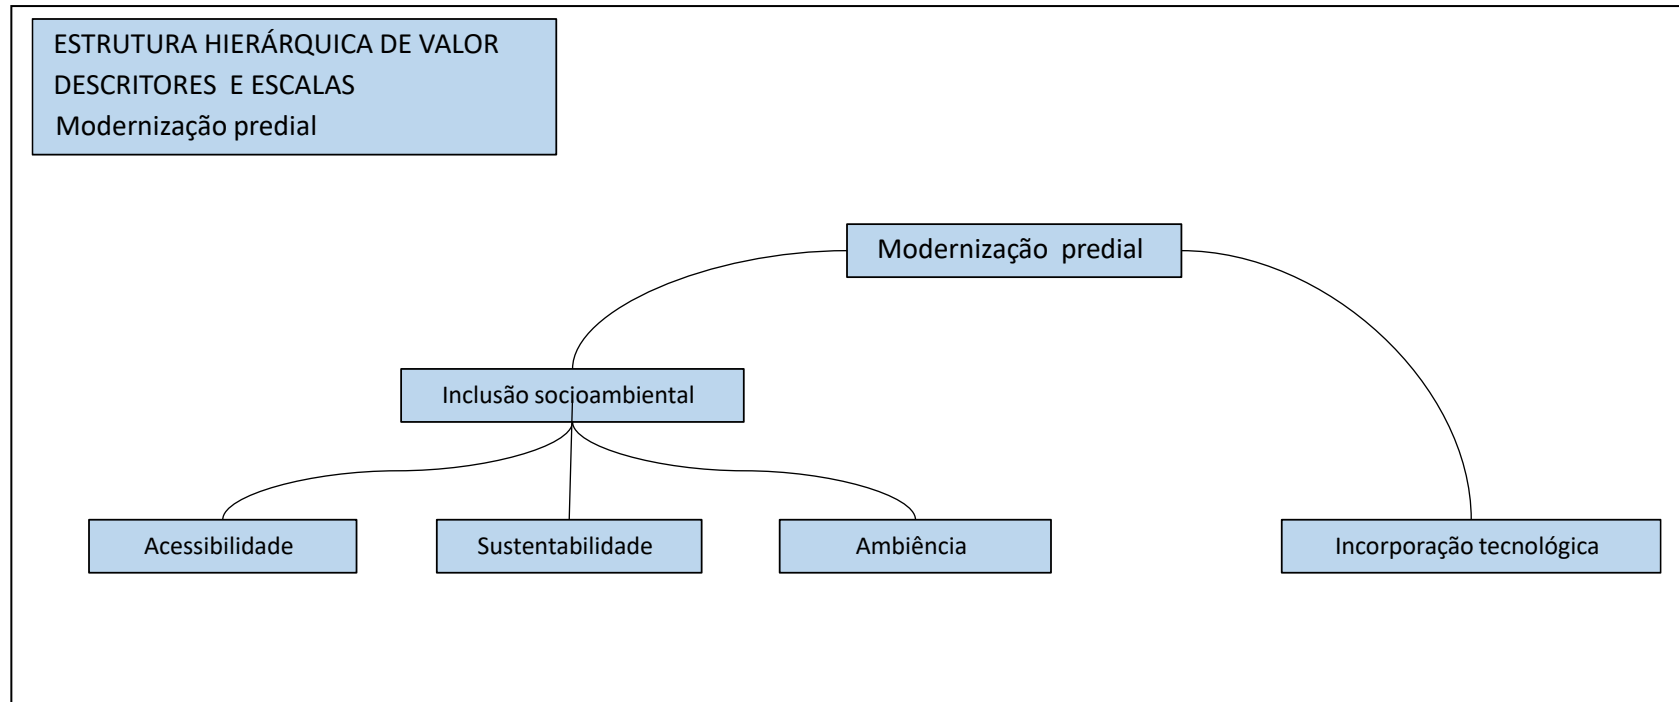 ESTRUTURA HIERÁRQUICA DE VALOR
DESCRITORES E ESCALAS
Modernização predial
Modernização predial
Inclusão socioambiental
Acessibilidade
Sustentabilidade
Ambiência
Incorporação tecnológica